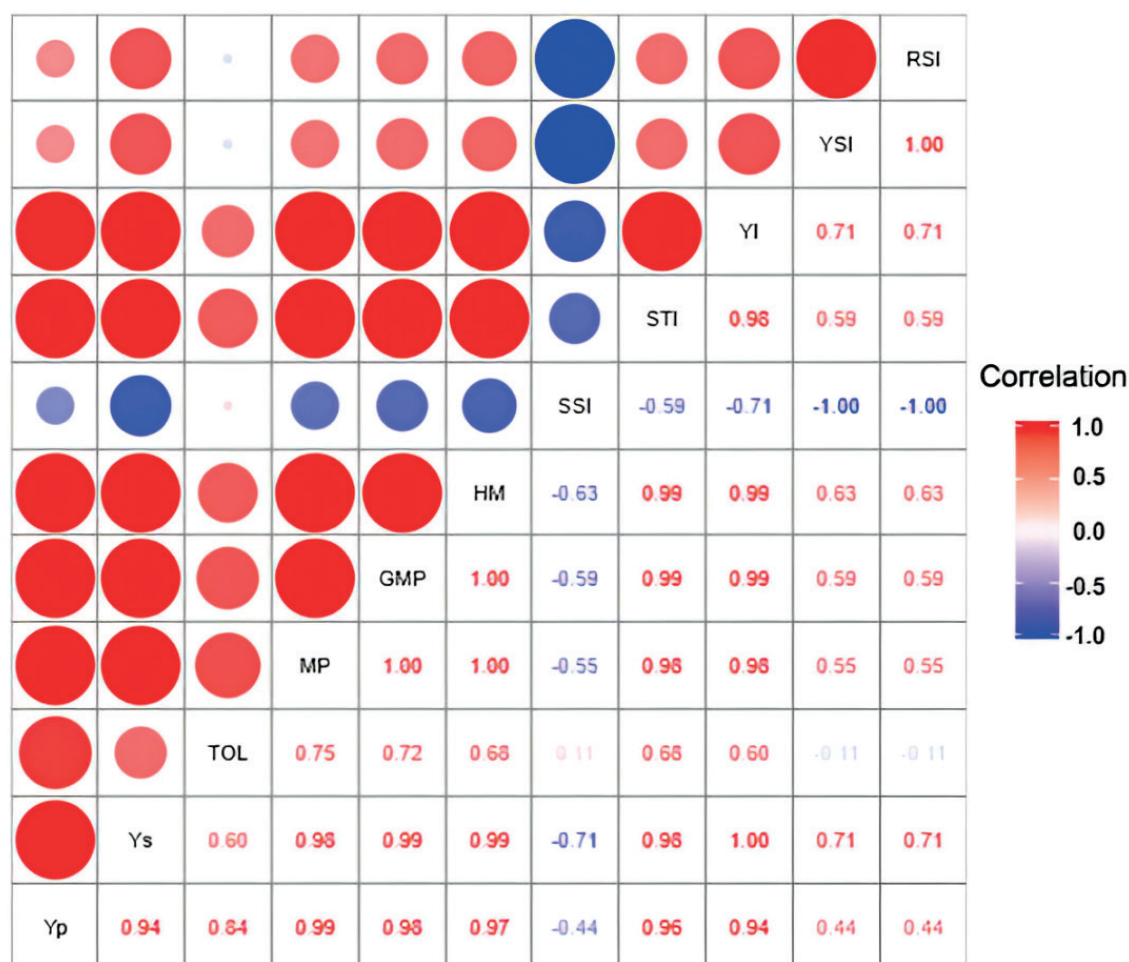 RSI
YSI 1.00
YI 0.71 0.71
STI 0.98 0.59 0.59
SSI -0.59 -0.71 -1.00 -1.00
HM -0.63 0.99 0.99 0.63 0.63
GMP 1.00 -0.59 0.99 0.99 0.59 0.59
MP 1.00 1.00 -0.55 0.98 0.98 0.55 0.55
TOL 0.75 0.72 0.68 0.11 0.68 0.60 -0.11 -0.11
Ys 0.60 0.98 0.99 0.99 -0.71 0.98 1.00 0.71 0.71
Yp 0.94 0.84 0.99 0.98 0.97 -0.44 0.96 0.94 0.44 0.44
Correlation
1.0
0.5
0.0
-0.5
-1.0